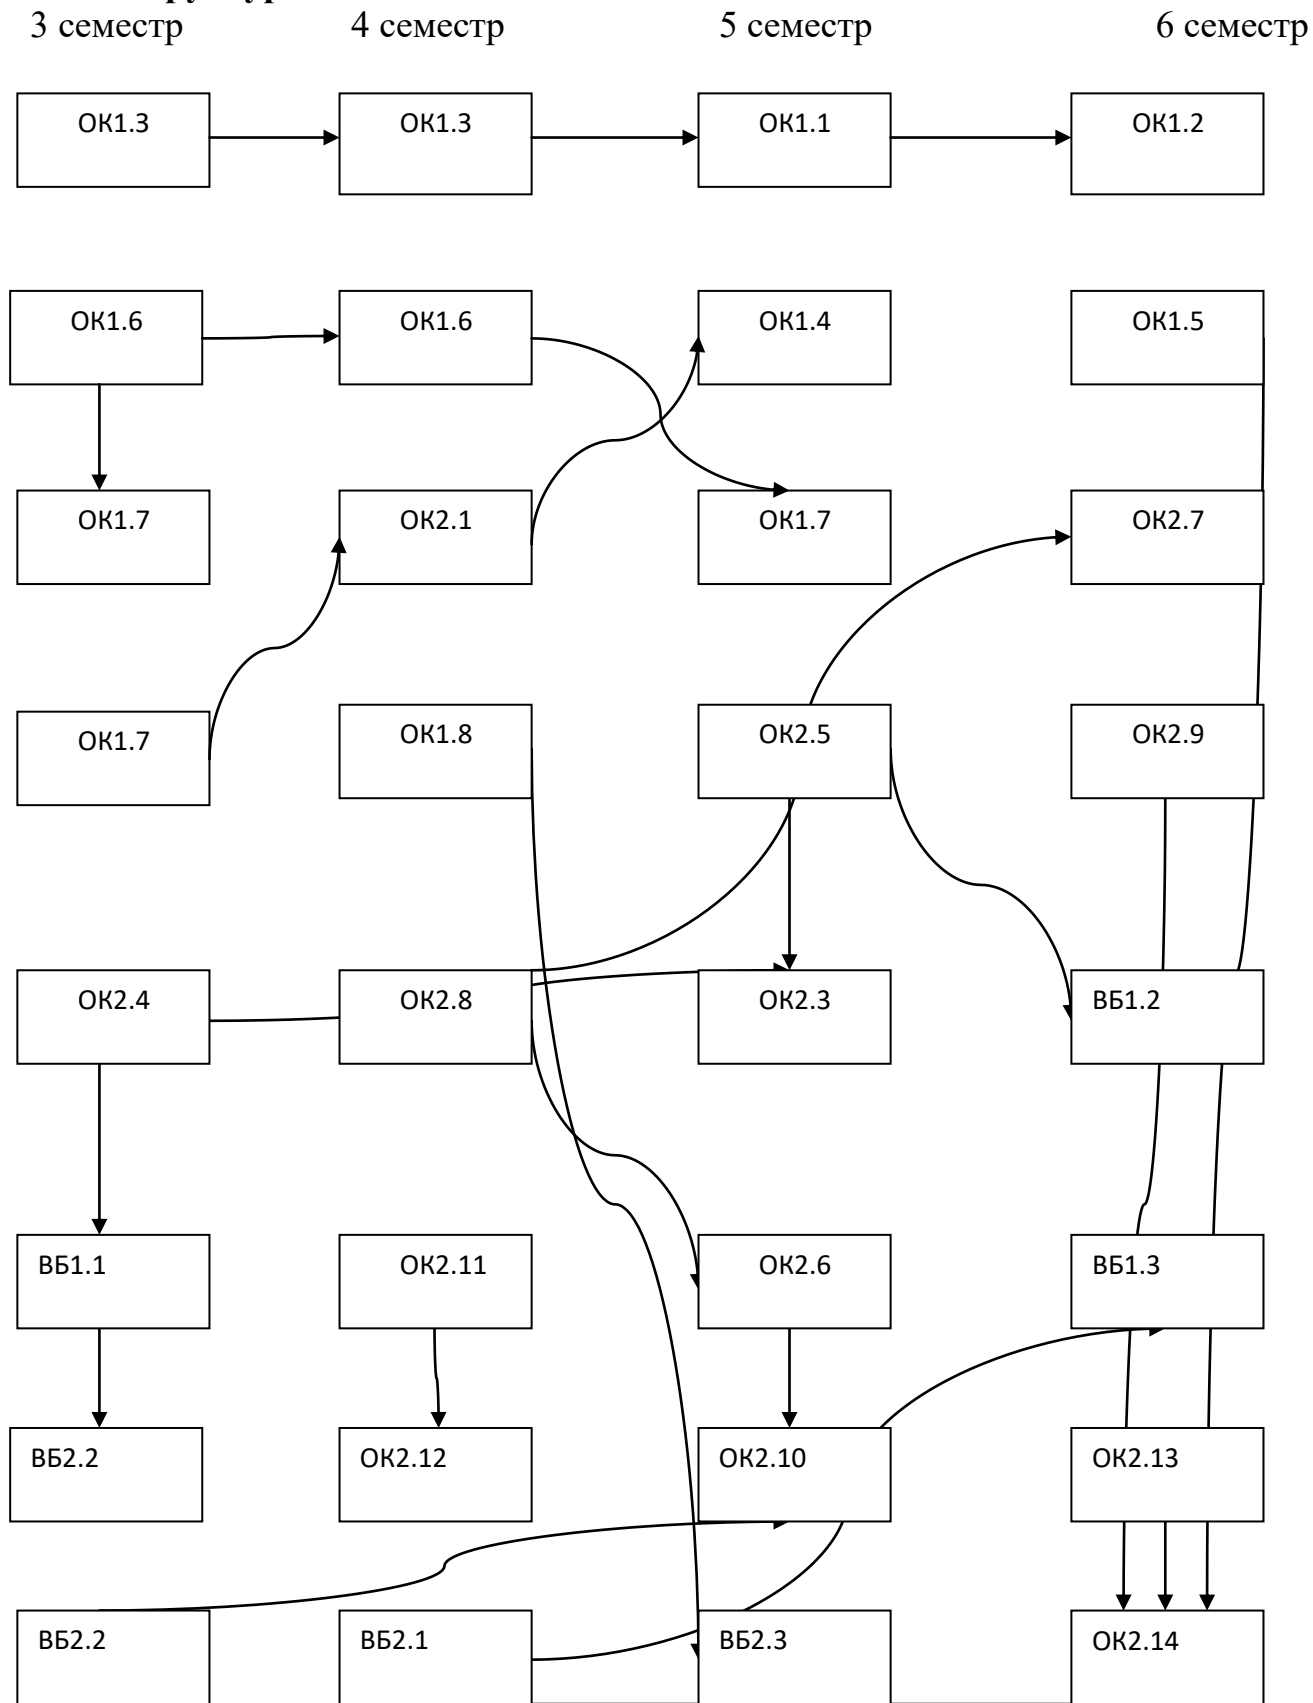 3 семестр 4 семестр 5 семестр 6 семестр
ОК1.3 ОК1.3 ОК1.1 ОК1.2
ОК1.6 ОК1.6 ОК1.4 ОК1.5
ОК1.7 ОК2.1 ОК1.7 ОК2.7
ОК1.7 ОК1.8 ОК2.5 ОК2.9
ОК2.4 ОК2.8 ОК2.3 ВБ1.2
ВБ1.1 ОК2.11 ОК2.6 ВБ1.3
ВБ2.2 ОК2.12 ОК2.10 ОК2.13
ВБ2.2 ВБ2.1 ВБ2.3 ОК2.14